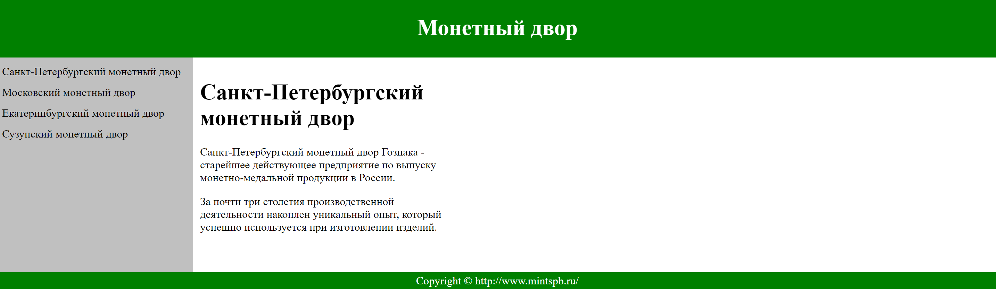 Монетный двор
Санкт-Петербургский монетный двор
Московский монетный двор
Екатеринбургский монетный двор
Сузунский монетный двор
Санкт-Петербургский
монетный двор
Санкт-Петербургский монетный двор Гознака -
старейшее действующее предприятие по выпуску
монетно-медальной продукции в России.
За почти три столетия производственной
деятельности накоплен уникальный опыт, который
успешно используется при изготовлении изделий.
Copyright © http://www.mintspb.ru/